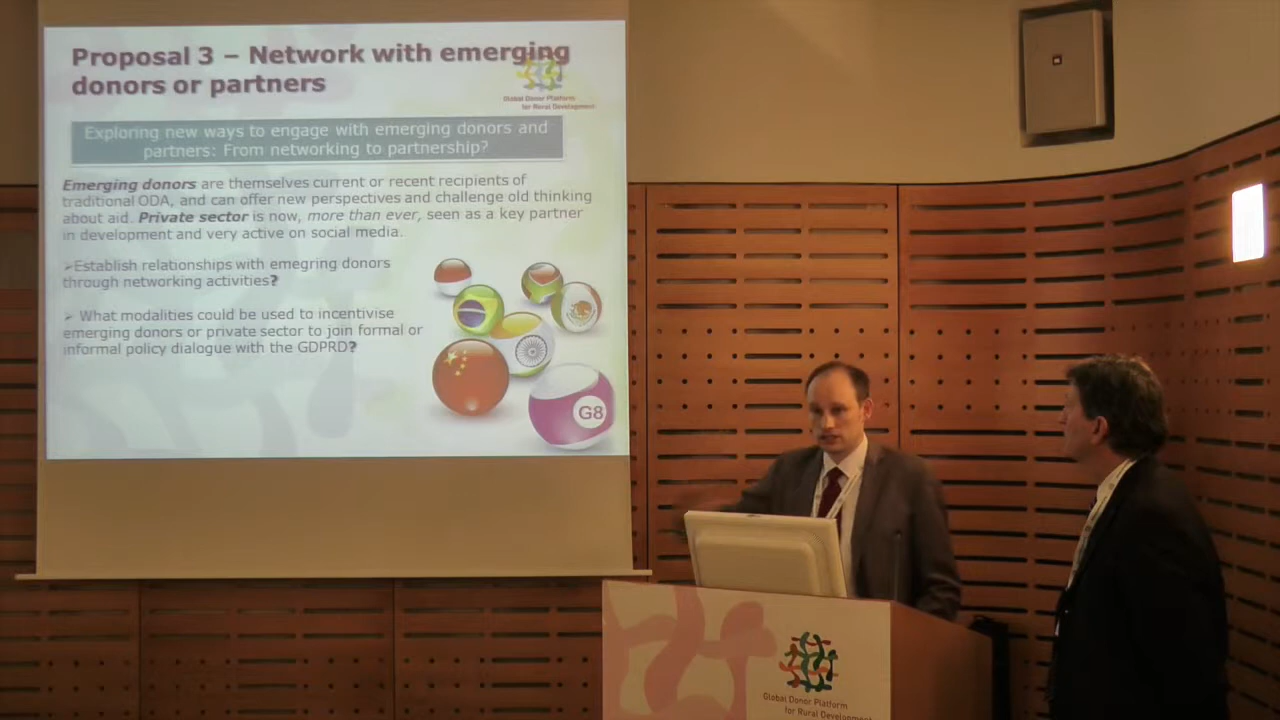 Proposal 3 – Network with emerging
donors or partners
Global Donor Platform
for Rural Development
Exploring new ways to engage with emerging donors and
partners: From networking to partnership?
Emerging donors are themselves current or recent recipients of
traditional ODA, and can offer new perspectives and challenge old thinking
about aid. Private sector is now, more than ever, seen as a key partner
in development and very active on social media.
➢Establish relationships with emegring donors
through networking activities?
➢ What modalities could be used to incentivise
emerging donors or private sector to join formal or
informal policy dialogue with the GDPRD?
G8
Global Donor Platform
for Rural Development